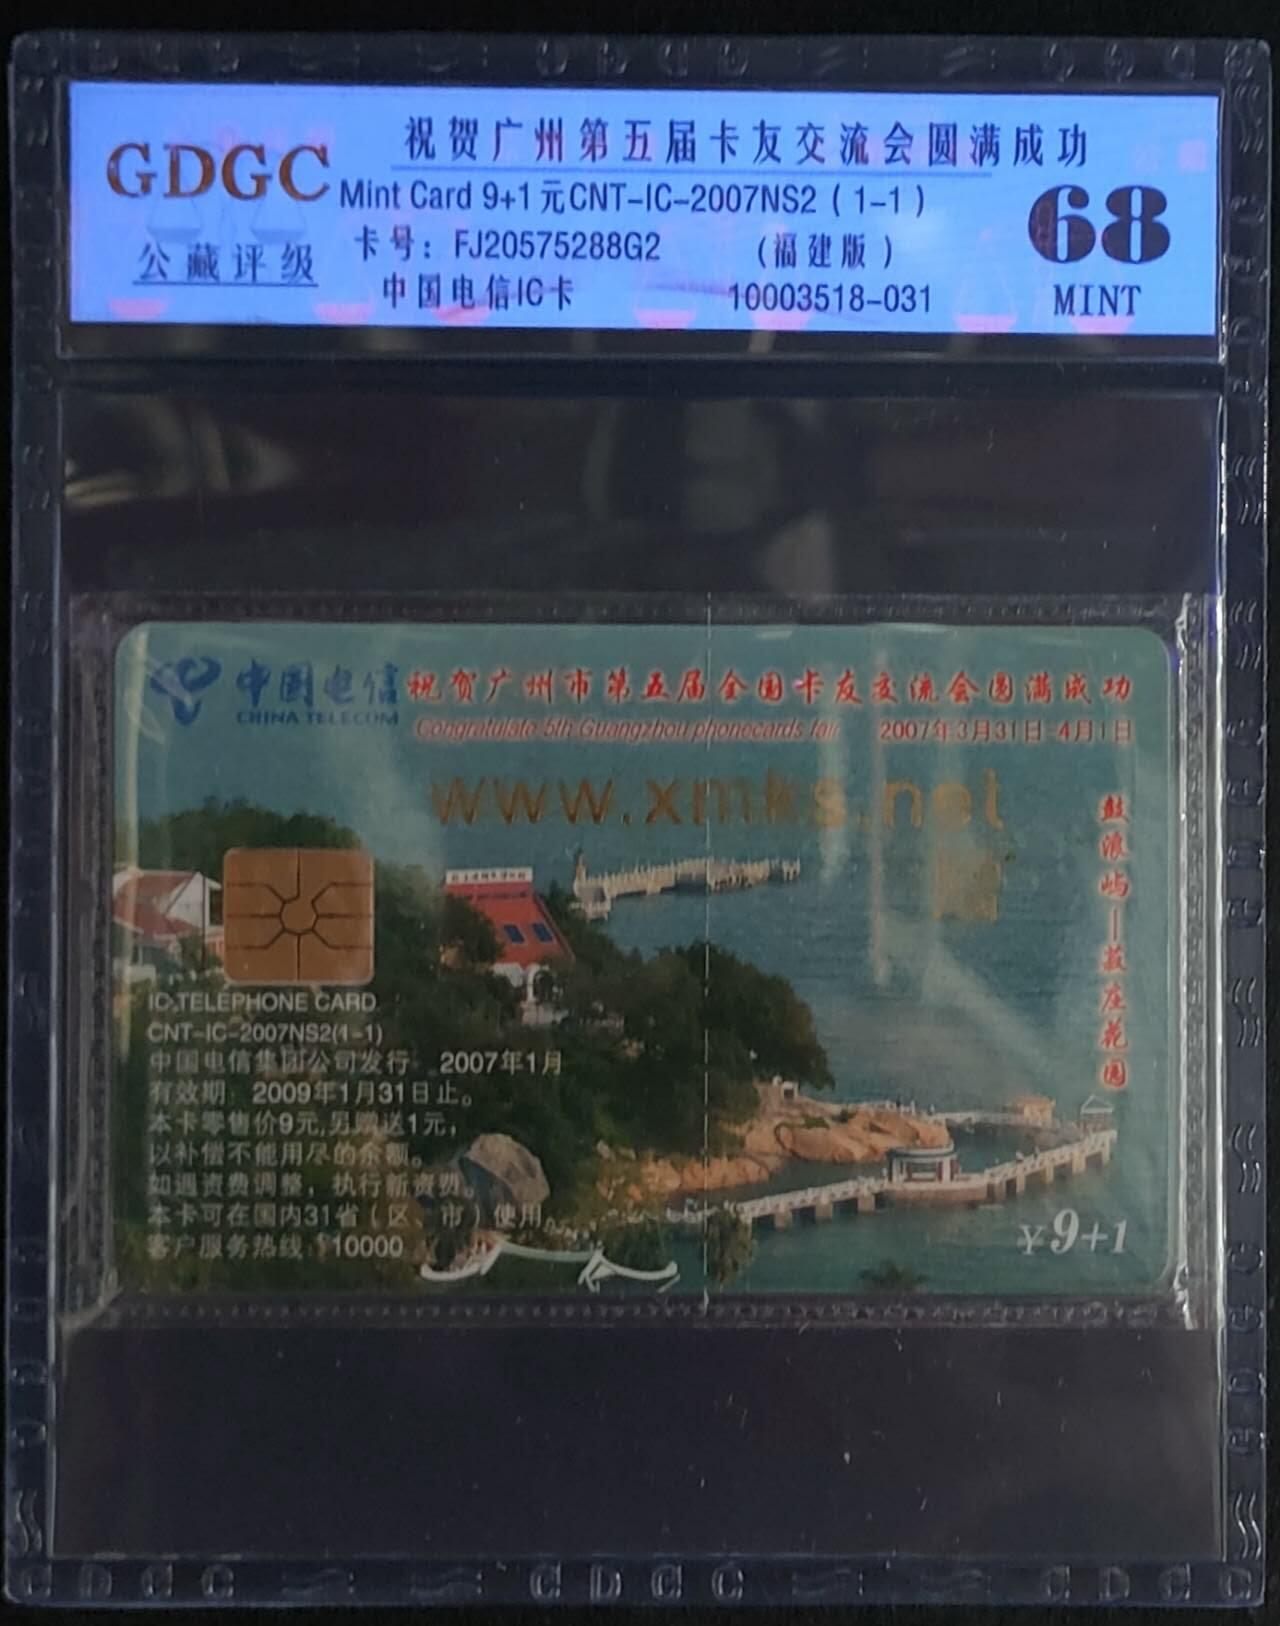 祝贺广州第五届卡友交流会圆满成功
GDGC
Mint Card 9+1元CNT-IC-2007NS2（1-1）
68
公藏评级
卡号：FJ20575288G2 （福建版）
中国电信IC卡 10003518-031
MINT
中国电信
CHINA TELECOM
祝贺广州市第五届全国卡友交流会圆满成功
Congratulate 5th Guangzhou phonecards fair 2007年3月31日-4月1日
www.xmks.net
鼓浪屿—菽庄花园
IC TELEPHONE CARD
CNT-IC-2007NS2(1-1)
中国电信集团公司发行 2007年1月
有效期：2009年1月31日止。
本卡零售价9元,另赠送1元，
以补偿不能用尽的余额。
如遇资费调整，执行新资费。
本卡可在国内31省（区、市）使用
客户服务热线：10000
¥9+1
GDGC
GDGC
GDGC